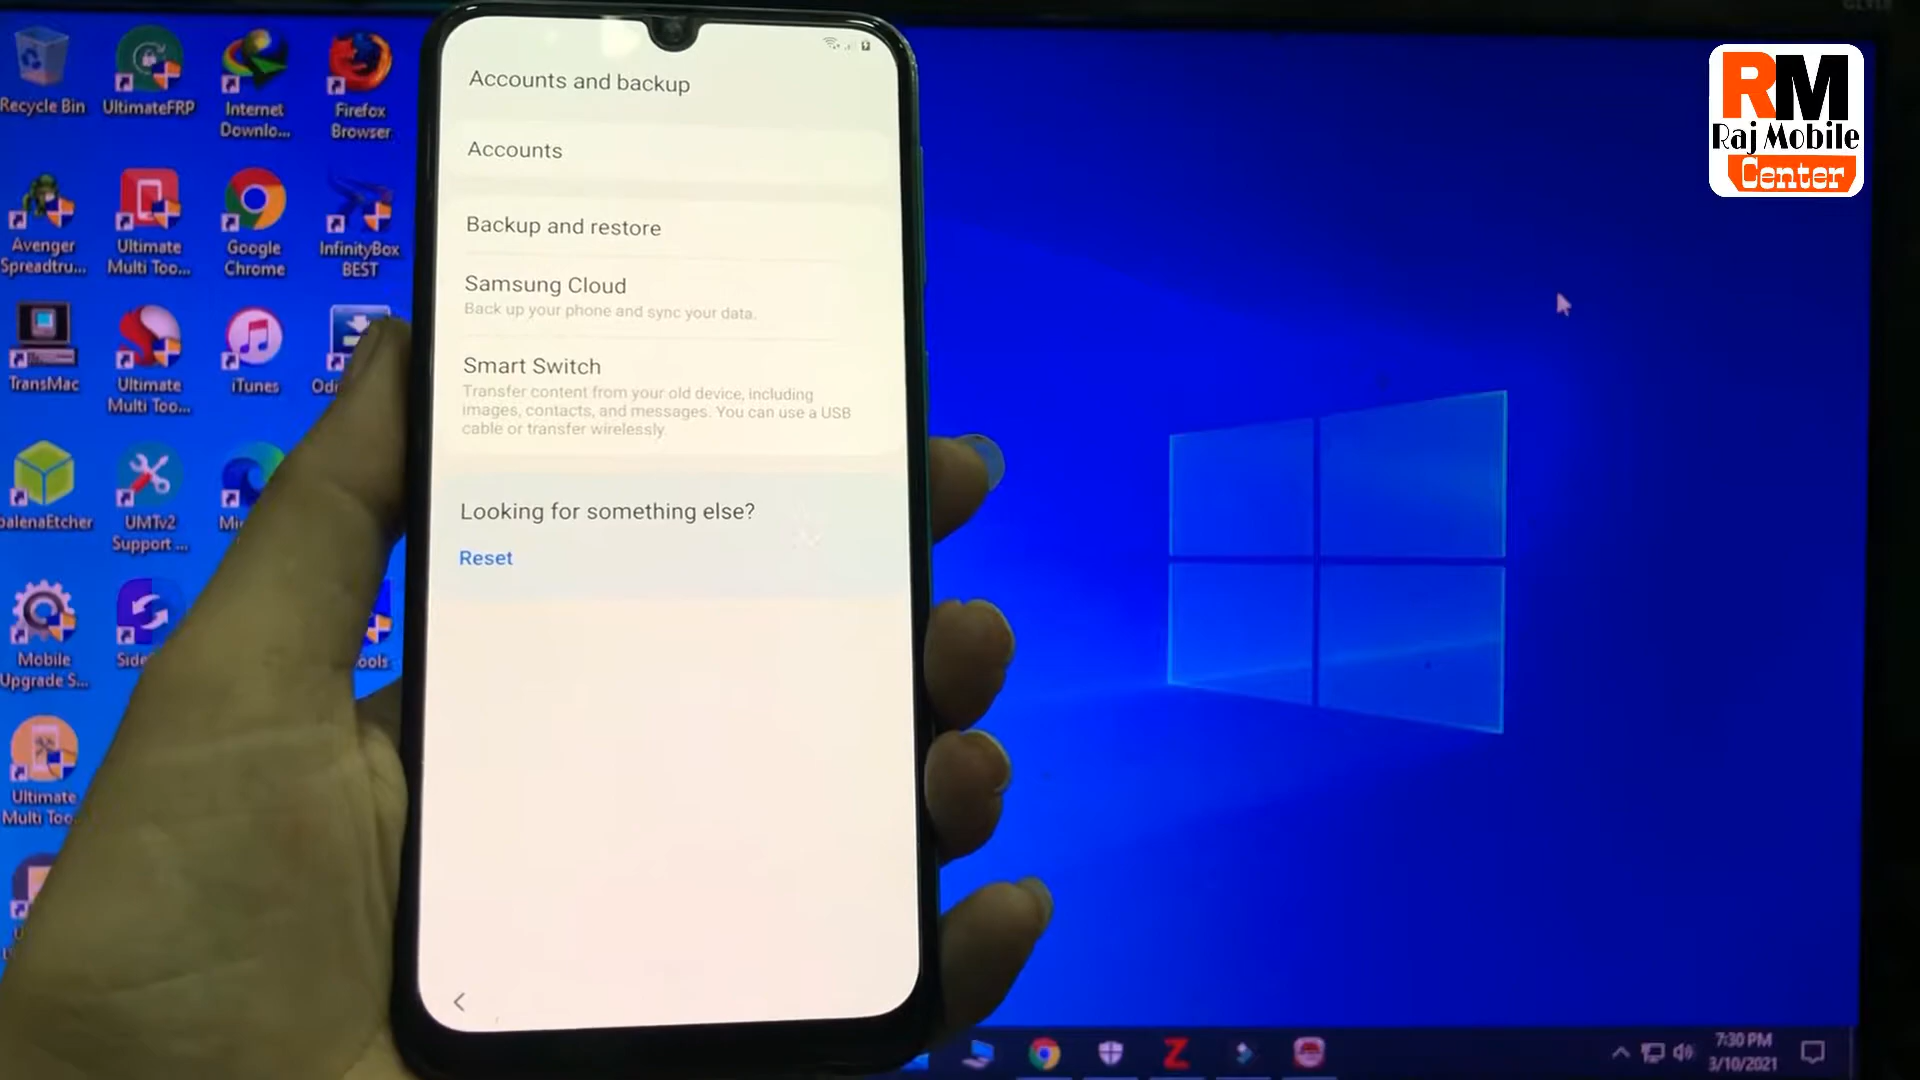 Accounts and backup
Accounts
Backup and restore
Samsung Cloud
Back up your phone and sync your data.
Smart Switch
Transfer content from your old device, including
images, contacts, and messages. You can use a USB
cable or transfer wirelessly.
Looking for something else?
Reset
Recycle Bin
UltimateFRP
Internet
Downlo...
Firefox
Browser
Avenger
Spreadtru...
Ultimate
Multi Too...
Google
Chrome
InfinityBox
BEST
TransMac
Ultimate
Multi Too...
iTunes
balenaEtcher
UMTv2
Support ...
Mobile
Upgrade S...
Ultimate
Multi Too...
RM
Raj Mobile
Center
Z
7:30 PM
3/10/2021